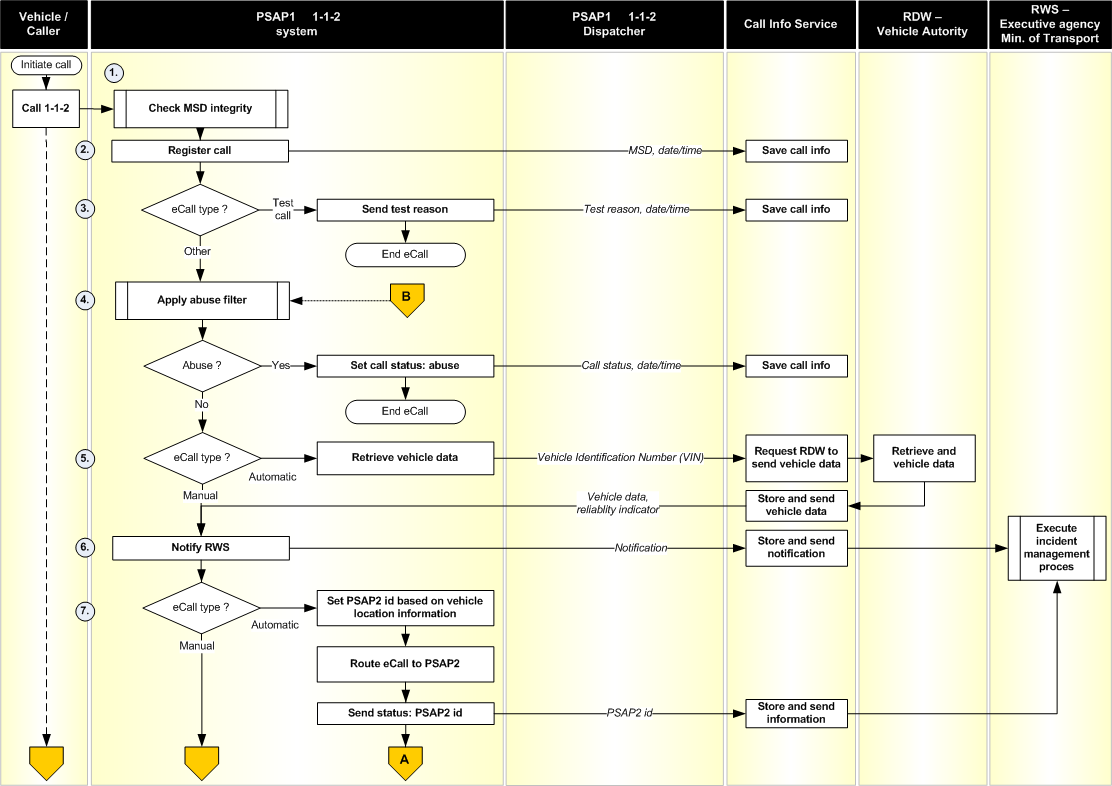 Vehicle /
Caller
PSAP1 1-1-2
system
PSAP1 1-1-2
Dispatcher
Call Info Service
RDW –
Vehicle Autority
RWS –
Executive agency
Min. of Transport
Initiate call
1.
Call 1-1-2
Check MSD integrity
2.
Register call
MSD, date/time
Save call info
3.
eCall type ?
Test
call
Send test reason
Test reason, date/time
Save call info
Other
End eCall
4.
Apply abuse filter
B
Abuse ?
Yes
Set call status: abuse
Call status, date/time
Save call info
No
End eCall
5.
eCall type ?
Automatic
Retrieve vehicle data
Vehicle Identification Number (VIN)
Request RDW to
send vehicle data
Retrieve and
vehicle data
Manual
Vehicle data,
reliablity indicator
Store and send
vehicle data
6.
Notify RWS
Notification
Store and send
notification
Execute
incident
management
proces
7.
eCall type ?
Automatic
Set PSAP2 id based on vehicle
location information
Manual
Route eCall to PSAP2
Send status: PSAP2 id
PSAP2 id
Store and send
information
A